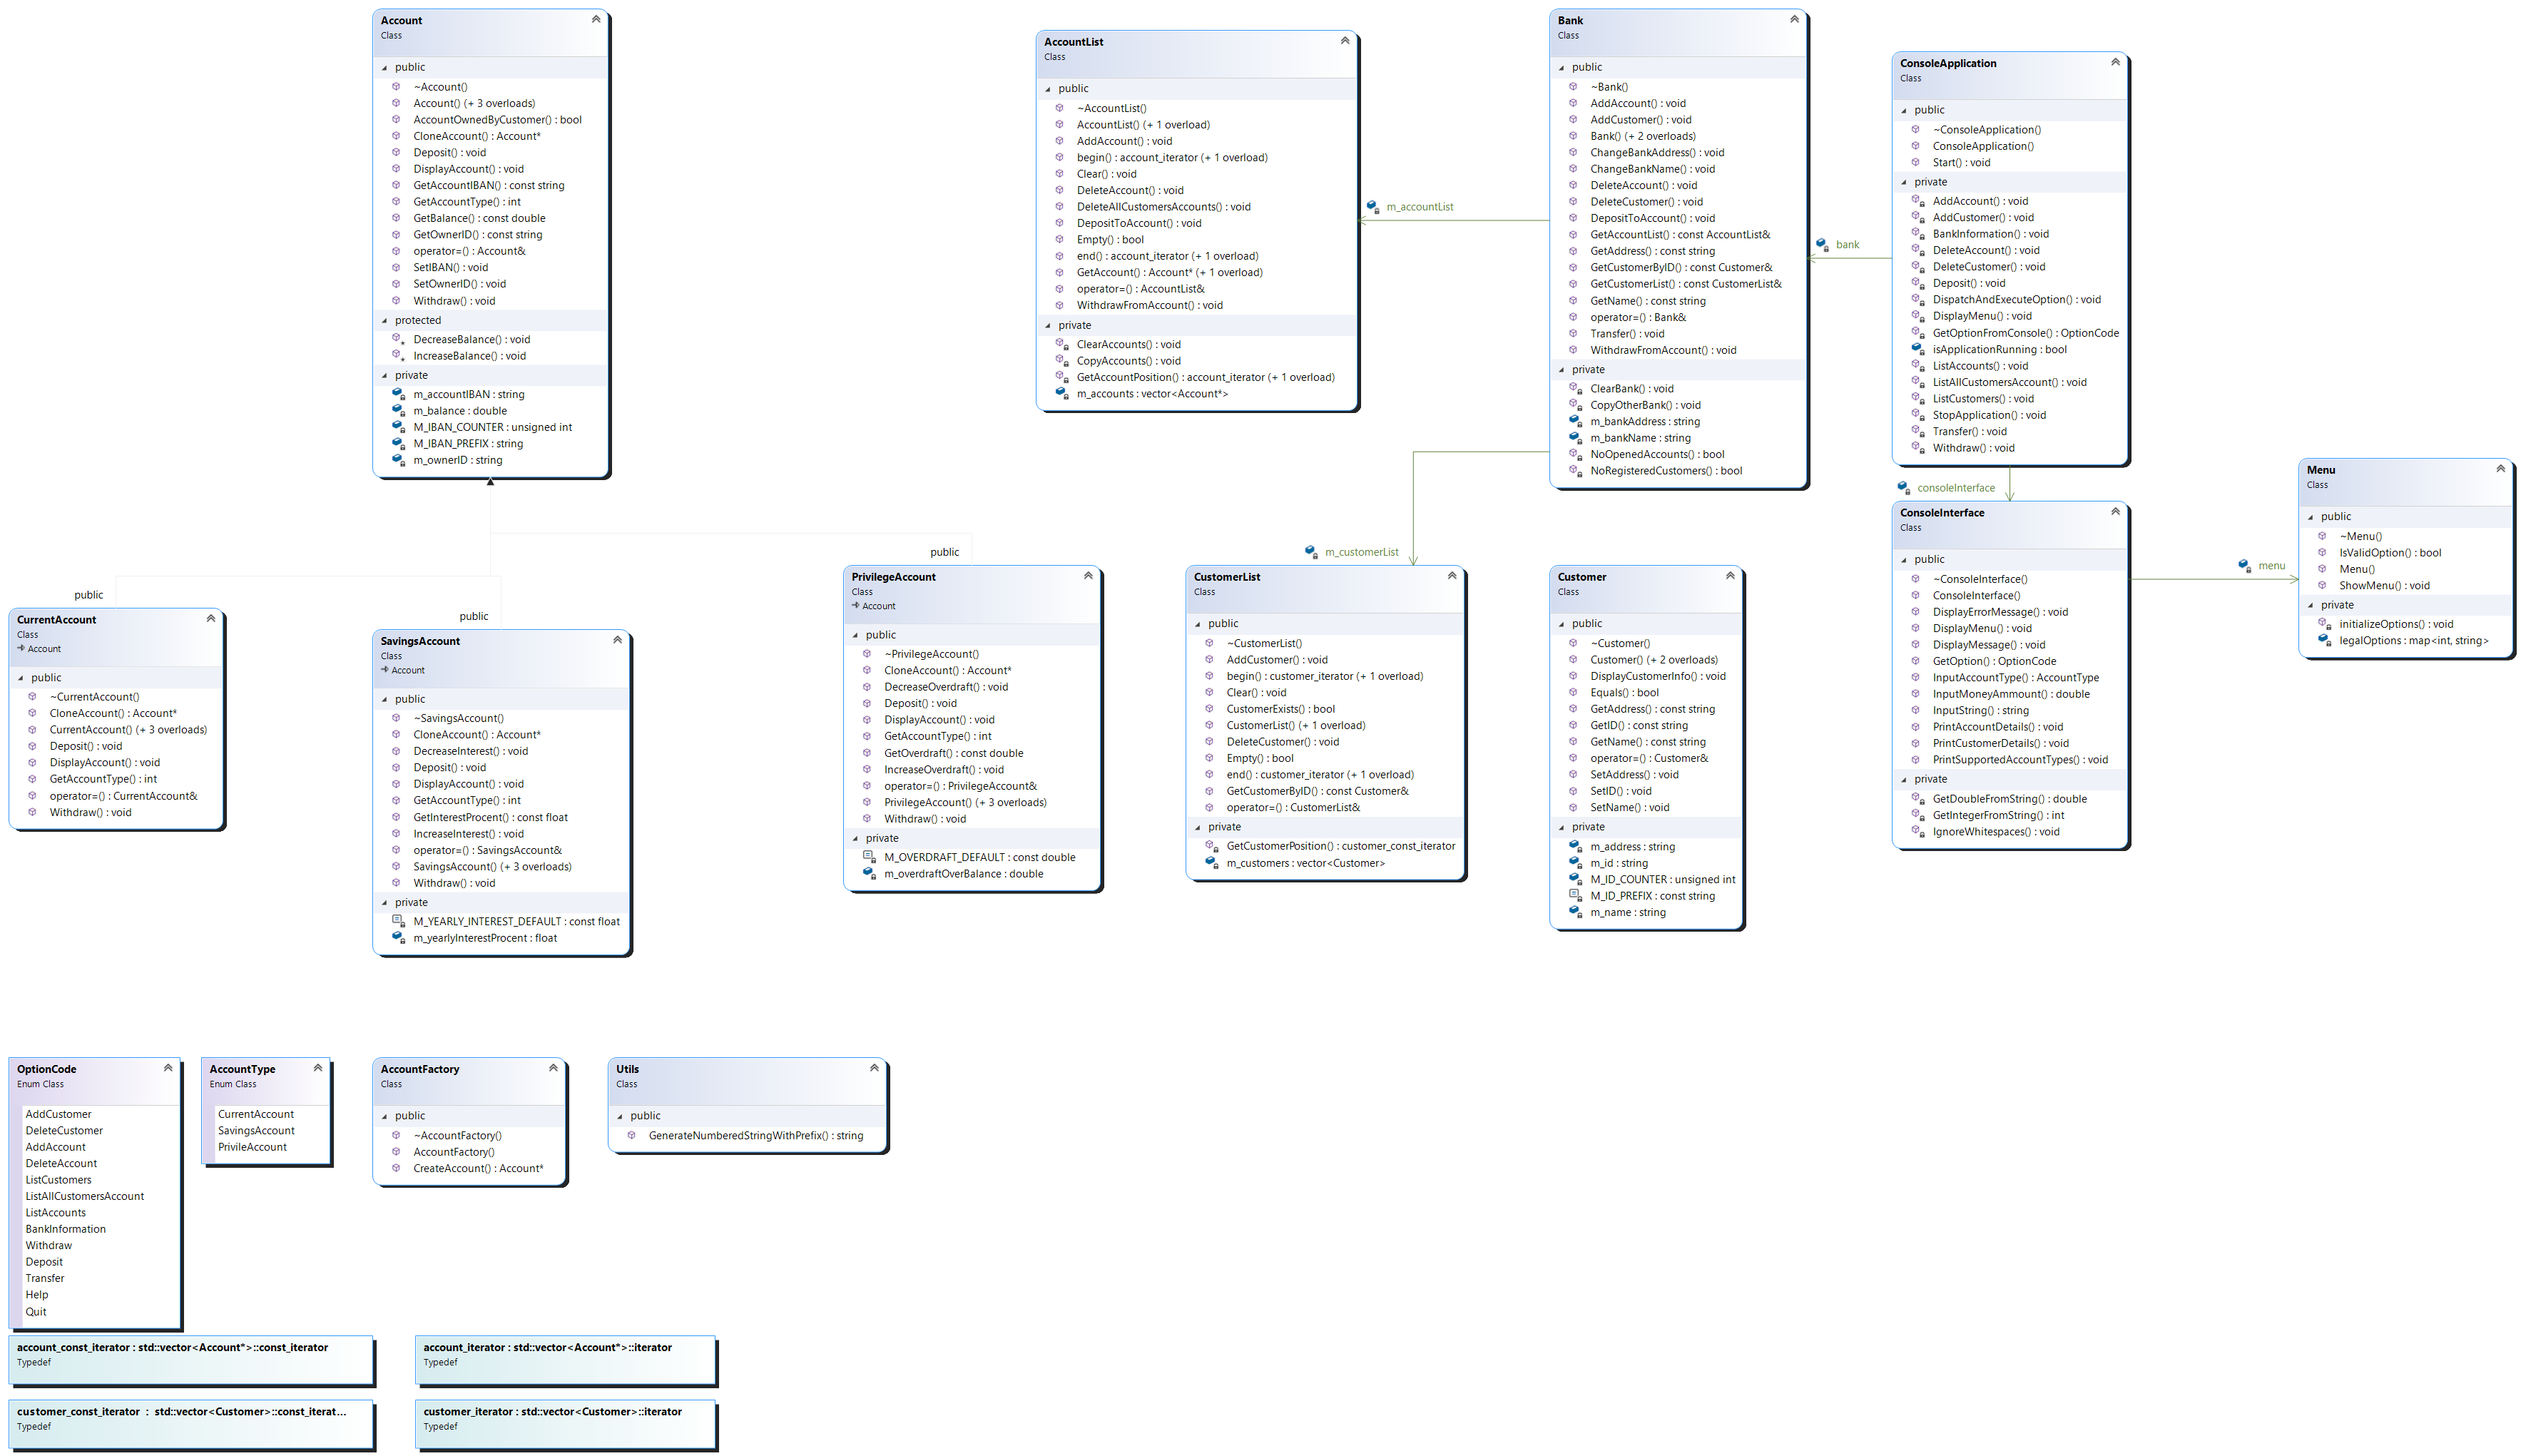 Account
Class
public
~Account()
Account() (+ 3 overloads)
AccountOwnedByCustomer() : bool
CloneAccount() : Account*
Deposit() : void
DisplayAccount() : void
GetAccountIBAN() : const string
GetAccountType() : int
GetBalance() : const double
GetOwnerID() : const string
operator=() : Account&
SetIBAN() : void
SetOwnerID() : void
Withdraw() : void
protected
DecreaseBalance() : void
IncreaseBalance() : void
private
m_accountIBAN : string
m_balance : double
M_IBAN_COUNTER : unsigned int
M_IBAN_PREFIX : string
m_ownerID : string
AccountList
Class
public
~AccountList()
AccountList() (+ 1 overload)
AddAccount() : void
begin() : account_iterator (+ 1 overload)
Clear() : void
DeleteAccount() : void
DeleteAllCustomersAccounts() : void
DepositToAccount() : void
Empty() : bool
end() : account_iterator (+ 1 overload)
GetAccount() : Account* (+ 1 overload)
operator=() : AccountList&
WithdrawFromAccount() : void
private
ClearAccounts() : void
CopyAccounts() : void
GetAccountPosition() : account_iterator (+ 1 overload)
m_accounts : vector<Account*>
m_accountList
Bank
Class
public
~Bank()
AddAccount() : void
AddCustomer() : void
Bank() (+ 2 overloads)
ChangeBankAddress() : void
ChangeBankName() : void
DeleteAccount() : void
DeleteCustomer() : void
DepositToAccount() : void
GetAccountList() : const AccountList&
GetAddress() : const string
GetCustomerByID() : const Customer&
GetCustomerList() : const CustomerList&
GetName() : const string
operator=() : Bank&
Transfer() : void
WithdrawFromAccount() : void
private
ClearBank() : void
CopyOtherBank() : void
m_bankAddress : string
m_bankName : string
NoOpenedAccounts() : bool
NoRegisteredCustomers() : bool
bank
ConsoleApplication
Class
public
~ConsoleApplication()
ConsoleApplication()
Start() : void
private
AddAccount() : void
AddCustomer() : void
BankInformation() : void
DeleteAccount() : void
DeleteCustomer() : void
Deposit() : void
DispatchAndExecuteOption() : void
DisplayMenu() : void
GetOptionFromConsole() : OptionCode
isApplicationRunning : bool
ListAccounts() : void
ListAllCustomersAccount() : void
ListCustomers() : void
StopApplication() : void
Transfer() : void
Withdraw() : void
consoleInterface
Menu
Class
public
~Menu()
IsValidOption() : bool
Menu()
ShowMenu() : void
private
initializeOptions() : void
legalOptions : map<int, string>
menu
ConsoleInterface
Class
public
~ConsoleInterface()
ConsoleInterface()
DisplayErrorMessage() : void
DisplayMenu() : void
DisplayMessage() : void
GetOption() : OptionCode
InputAccountType() : AccountType
InputMoneyAmmount() : double
InputString() : string
PrintAccountDetails() : void
PrintCustomerDetails() : void
PrintSupportedAccountTypes() : void
private
GetDoubleFromString() : double
GetIntegerFromString() : int
IgnoreWhitespaces() : void
public
CurrentAccount
Class
Account
public
~CurrentAccount()
CloneAccount() : Account*
CurrentAccount() (+ 3 overloads)
Deposit() : void
DisplayAccount() : void
GetAccountType() : int
operator=() : CurrentAccount&
Withdraw() : void
public
SavingsAccount
Class
Account
public
~SavingsAccount()
CloneAccount() : Account*
DecreaseInterest() : void
Deposit() : void
DisplayAccount() : void
GetAccountType() : int
GetInterestProcent() : const float
IncreaseInterest() : void
operator=() : SavingsAccount&
SavingsAccount() (+ 3 overloads)
Withdraw() : void
private
M_YEARLY_INTEREST_DEFAULT : const float
m_yearlyInterestProcent : float
public
PrivilegeAccount
Class
Account
public
~PrivilegeAccount()
CloneAccount() : Account*
DecreaseOverdraft() : void
Deposit() : void
DisplayAccount() : void
GetAccountType() : int
GetOverdraft() : const double
IncreaseOverdraft() : void
operator=() : PrivilegeAccount&
PrivilegeAccount() (+ 3 overloads)
Withdraw() : void
private
M_OVERDRAFT_DEFAULT : const double
m_overdraftOverBalance : double
m_customerList
CustomerList
Class
public
~CustomerList()
AddCustomer() : void
begin() : customer_iterator (+ 1 overload)
Clear() : void
CustomerExists() : bool
CustomerList() (+ 1 overload)
DeleteCustomer() : void
Empty() : bool
end() : customer_iterator (+ 1 overload)
GetCustomerByID() : const Customer&
operator=() : CustomerList&
private
GetCustomerPosition() : customer_const_iterator
m_customers : vector<Customer>
Customer
Class
public
~Customer()
Customer() (+ 2 overloads)
DisplayCustomerInfo() : void
Equals() : bool
GetAddress() : const string
GetID() : const string
GetName() : const string
operator=() : Customer&
SetAddress() : void
SetID() : void
SetName() : void
private
m_address : string
m_id : string
M_ID_COUNTER : unsigned int
M_ID_PREFIX : const string
m_name : string
OptionCode
Enum Class
AddCustomer
DeleteCustomer
AddAccount
DeleteAccount
ListCustomers
ListAllCustomersAccount
ListAccounts
BankInformation
Withdraw
Deposit
Transfer
Help
Quit
AccountType
Enum Class
CurrentAccount
SavingsAccount
PrivileAccount
AccountFactory
Class
public
~AccountFactory()
AccountFactory()
CreateAccount() : Account*
Utils
Class
public
GenerateNumberedStringWithPrefix() : string
account_const_iterator : std::vector<Account*>::const_iterator
Typedef
account_iterator : std::vector<Account*>::iterator
Typedef
customer_const_iterator : std::vector<Customer>::const_iterat...
Typedef
customer_iterator : std::vector<Customer>::iterator
Typedef